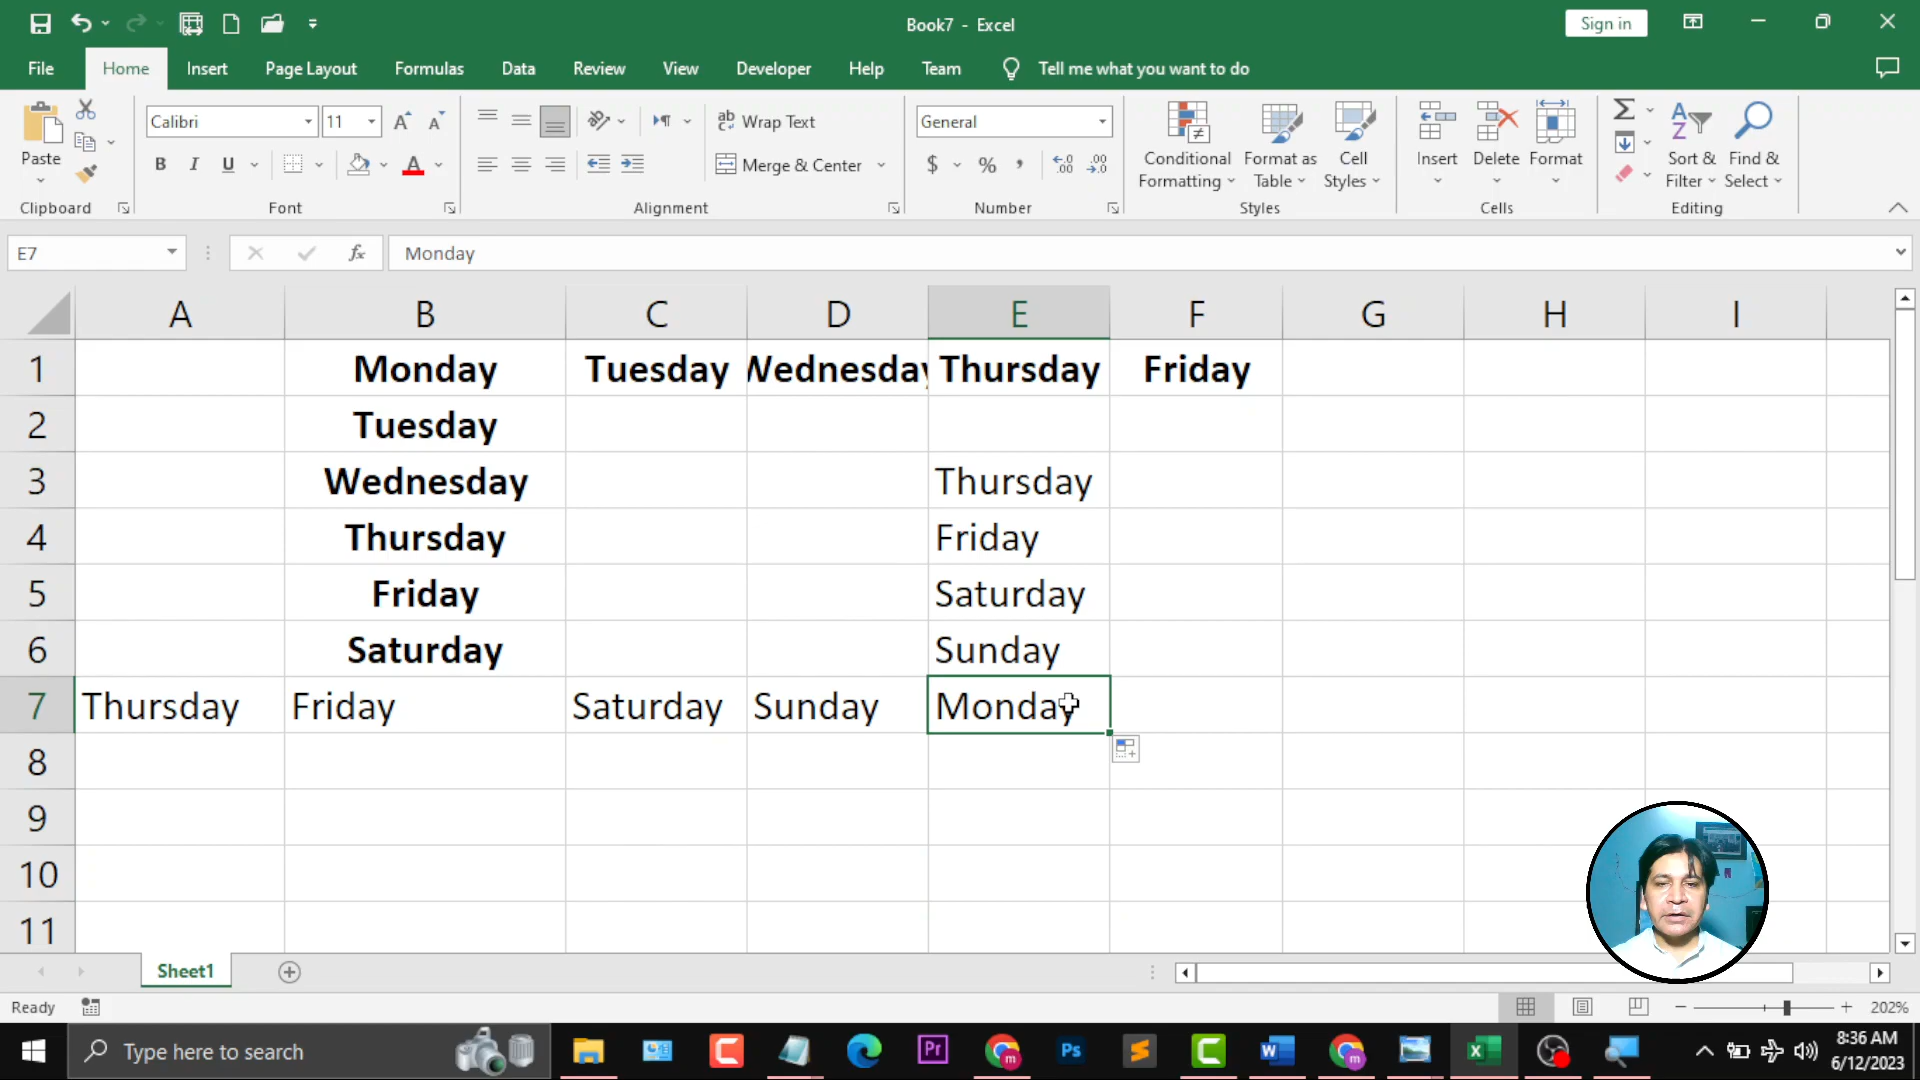 Book7 - Excel
Sign in
File Home Insert Page Layout Formulas Data Review View Developer Help Team Tell me what you want to do
Calibri 11
ab Wrap Text
General
Paste
B I U
A
Merge & Center
$ % ,
Conditional Formatting
Format as Table
Cell Styles
Insert
Delete
Format
Sort & Filter
Find & Select
Clipboard Font Alignment Number Styles Cells Editing
E7 fx Monday
A B C D E F G H I
1 Monday Tuesday Wednesday Thursday Friday
2 Tuesday
3 Wednesday Thursday
4 Thursday Friday
5 Friday Saturday
6 Saturday Sunday
7 Thursday Friday Saturday Sunday Monday
8
9
10
11
Sheet1
Ready 202%
Type here to search
Pr
Ps
8:36 AM
6/12/2023